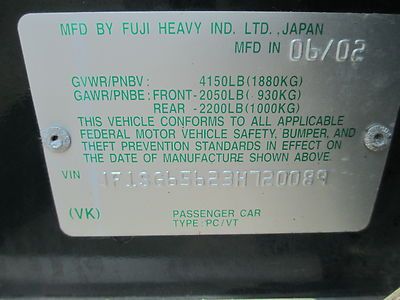 MFD BY FUJI HEAVY IND. LTD.,JAPAN
MFD IN 06/02
GVWR/PNBV : 4150LB(1880KG)
GAWR/PNBE: FRONT-2050LB( 930KG)
REAR -2200LB(1000KG)
THIS VEHICLE CONFORMS TO ALL APPLICABLE
FEDERAL MOTOR VEHICLE SAFETY, BUMPER, AND
THEFT PREVENTION STANDARDS IN EFFECT ON
THE DATE OF MANUFACTURE SHOWN ABOVE.
VIN JF1SG65623H720089
(VK) PASSENGER CAR
TYPE:PC/VT